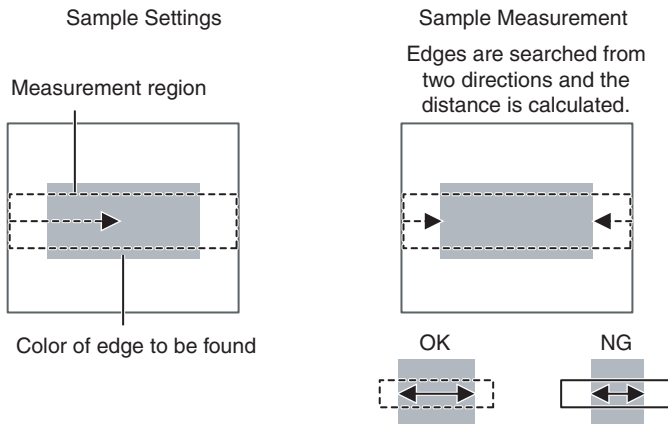 Sample Settings
Measurement region
Color of edge to be found
Sample Measurement
Edges are searched from
two directions and the
distance is calculated.
OK
NG